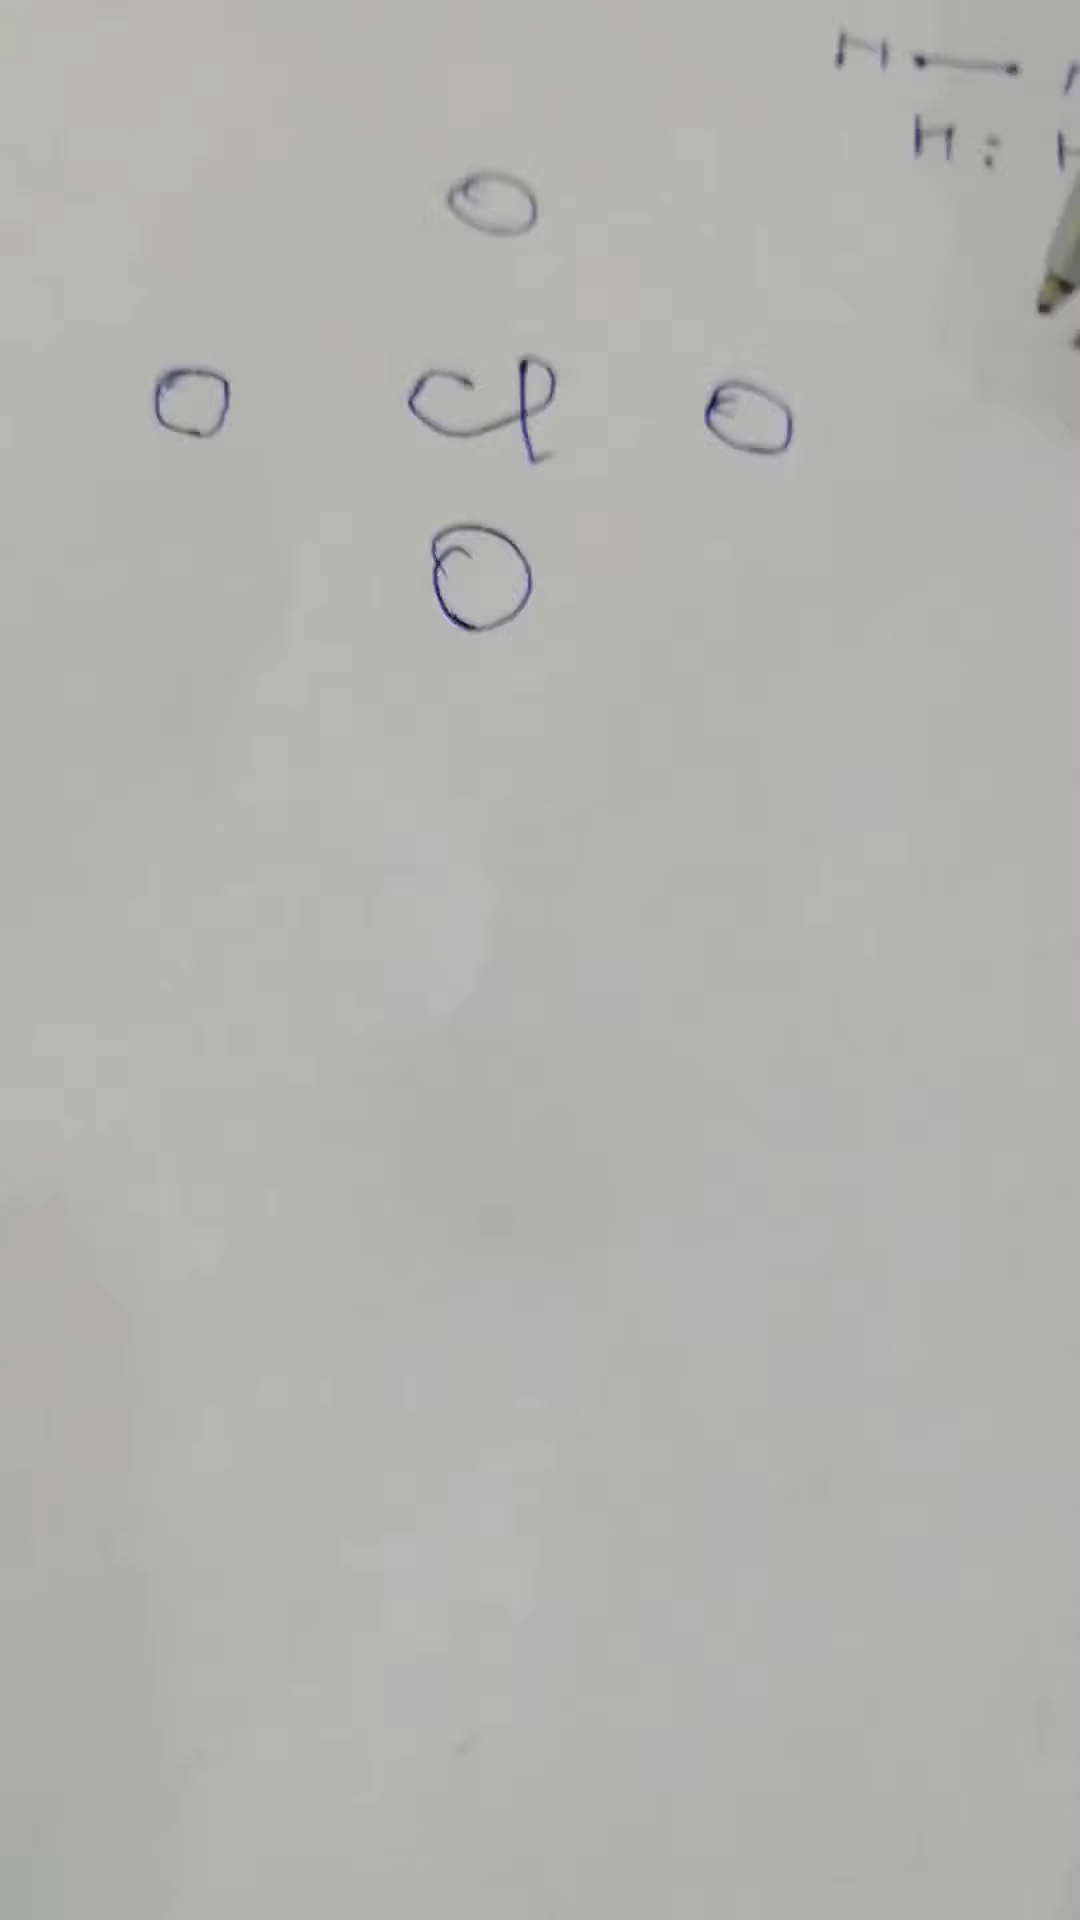 H —
H : H
O
O Cl O
O